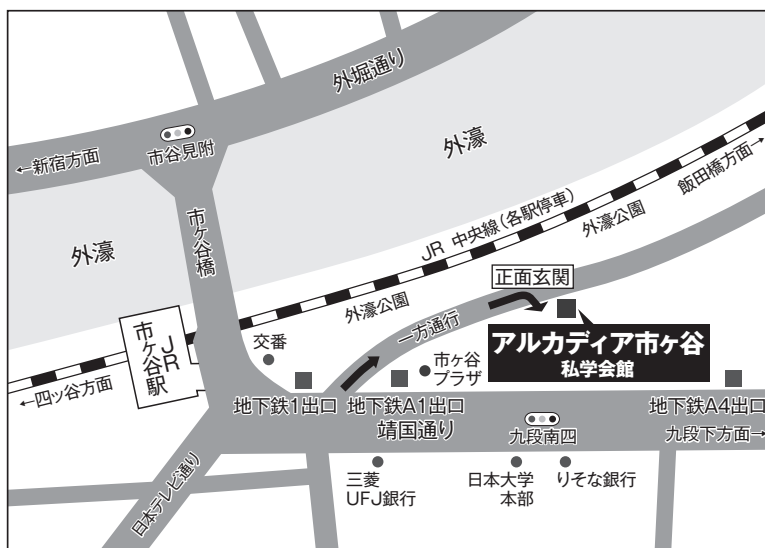 外堀通り
←新宿方面
市谷見附
外濠
飯田橋方面→
外濠
市ケ谷橋
JR 中央線（各駅停車）
外濠公園
正面玄関
外濠公園
一方通行
アルカディア市ヶ谷
私学会館
JR
市ケ谷駅
交番
市ヶ谷
プラザ
←四ッ谷方面
地下鉄1出口
地下鉄A1出口
地下鉄A4出口
靖国通り
九段南四
九段下方面→
日本テレビ通り
三菱
UFJ銀行
日本大学
本部
りそな銀行